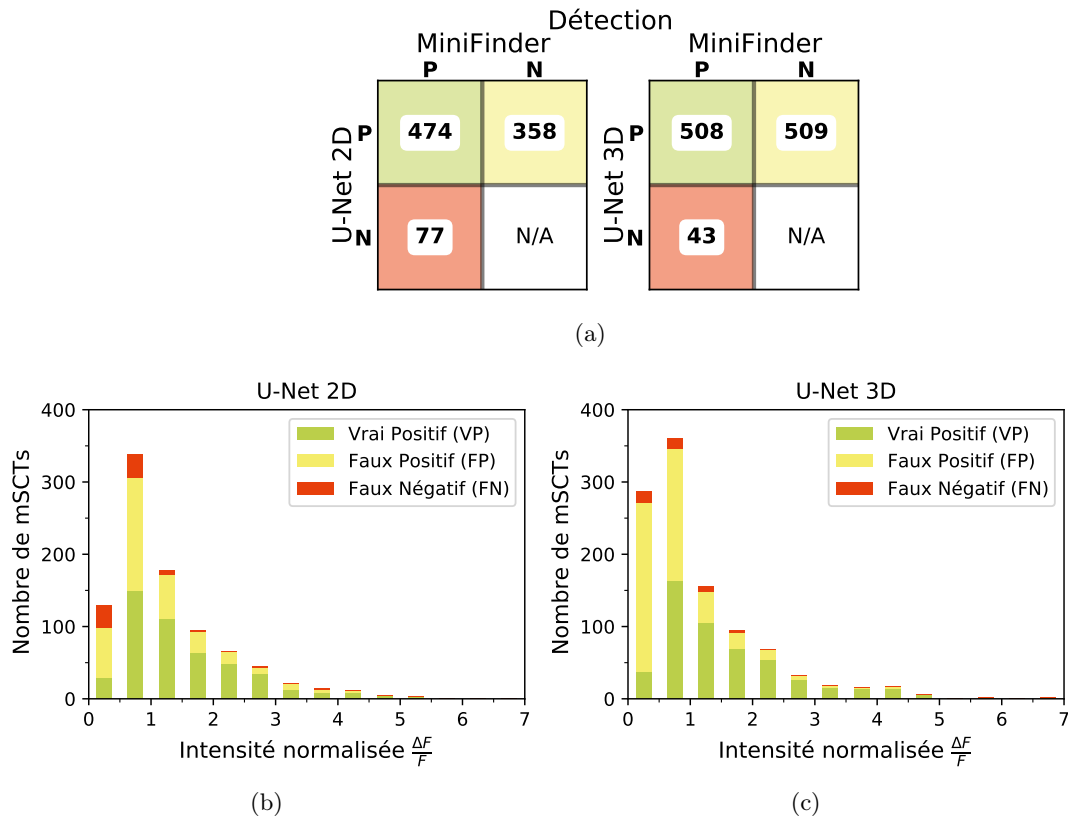 Détection
MiniFinder MiniFinder
P N P N
U-Net 2D
P 474 358
N 77 N/A
U-Net 3D
P 508 509
N 43 N/A
(a)
U-Net 2D
Nombre de mSCTs
400
300
200
100
0
Vrai Positif (VP)
Faux Positif (FP)
Faux Négatif (FN)
0 1 2 3 4 5 6 7
Intensité normalisée ΔF/F
(b)
U-Net 3D
Nombre de mSCTs
400
300
200
100
0
Vrai Positif (VP)
Faux Positif (FP)
Faux Négatif (FN)
0 1 2 3 4 5 6 7
Intensité normalisée ΔF/F
(c)